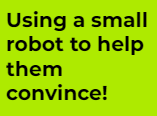 Using a small
robot to help
them
convince!